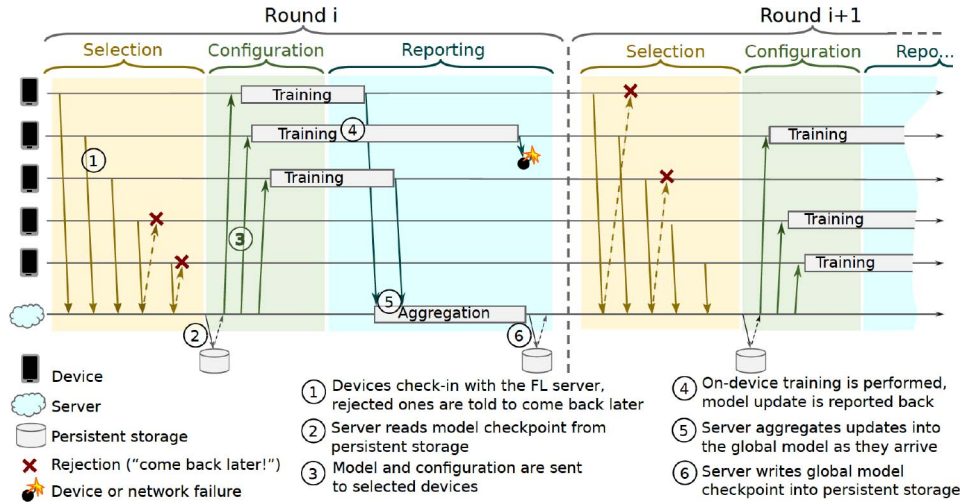 Round i
Round i+1
Selection
Configuration
Reporting
Selection
Configuration
Repo...
Training
Training
4
Training
1
3
Training
Training
Training
5
Aggregation
2
6
Device
Server
Persistent storage
Rejection ("come back later!")
Device or network failure
1 Devices check-in with the FL server,
rejected ones are told to come back later
2 Server reads model checkpoint from
persistent storage
3 Model and configuration are sent
to selected devices
4 On-device training is performed,
model update is reported back
5 Server aggregates updates into
the global model as they arrive
6 Server writes global model
checkpoint into persistent storage